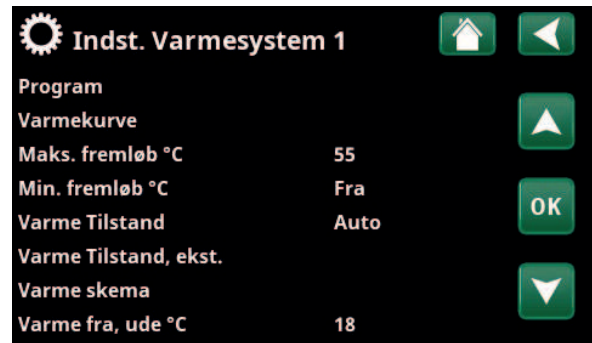 Indst. Varmesystem 1
Program
Varmekurve
Maks. fremløb °C 55
Min. fremløb °C Fra
Varme Tilstand Auto
OK
Varme Tilstand, ekst.
Varme skema
Varme fra, ude °C 18